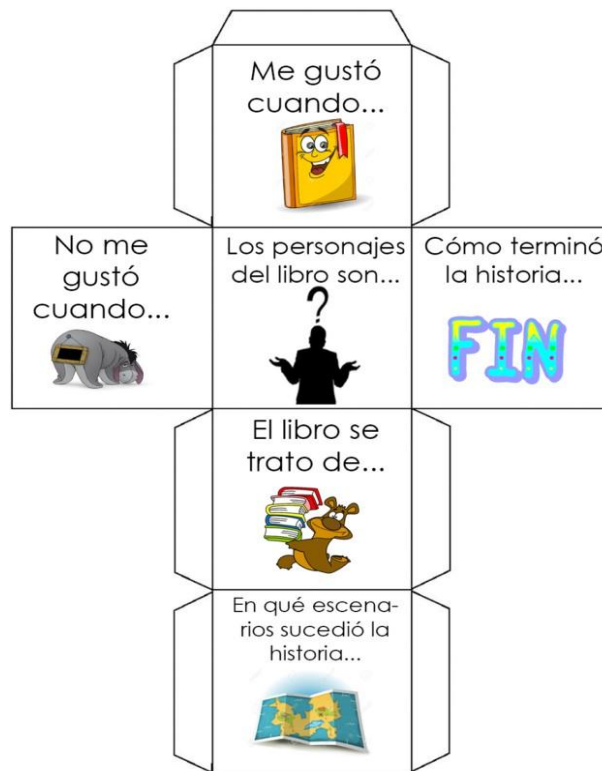 Me gustó
cuando...
No me
gustó
cuando...
Los personajes
del libro son...
?
Cómo terminó
la historia...
FIN
El libro se
trato de...
En qué escena-
rios sucedió la
historia...